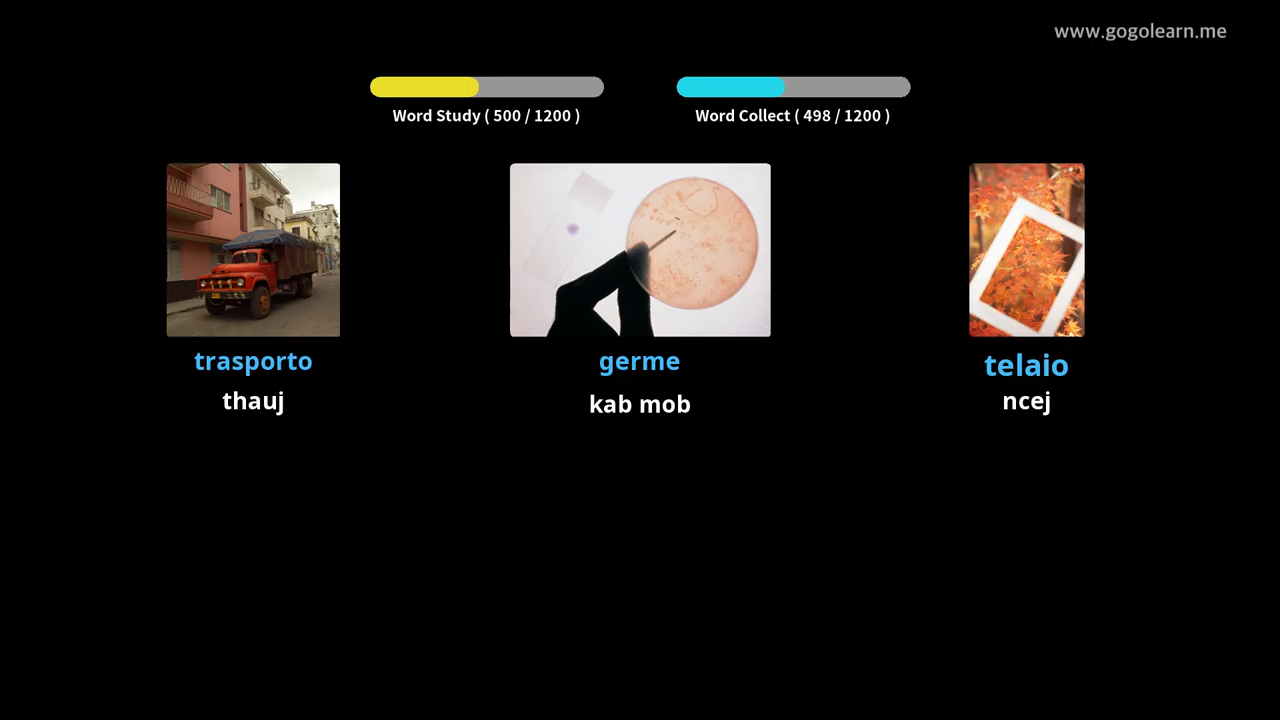 www.gogolearn.me
Word Study ( 500 / 1200 )
Word Collect ( 498 / 1200 )
trasporto
thauj
germe
kab mob
telaio
ncej